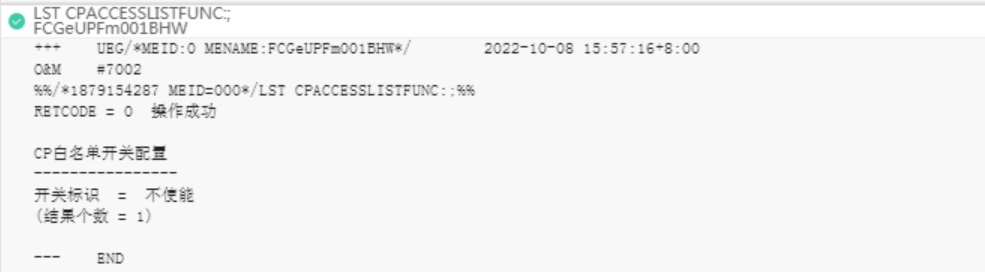 LST CPACCESSLISTFUNC:;
FCGeUPFm001BHW
+++    UEG/*MEID:0 MENAME:FCGeUPFm001BHW*/        2022-10-08 15:57:16+8:00
O&M    #7002
%%/*1879154287 MEID=000*/LST CPACCESSLISTFUNC:;%%
RETCODE = 0  操作成功
CP白名单开关配置
----------------
开关标识  =  不使能
(结果个数 = 1)
---    END